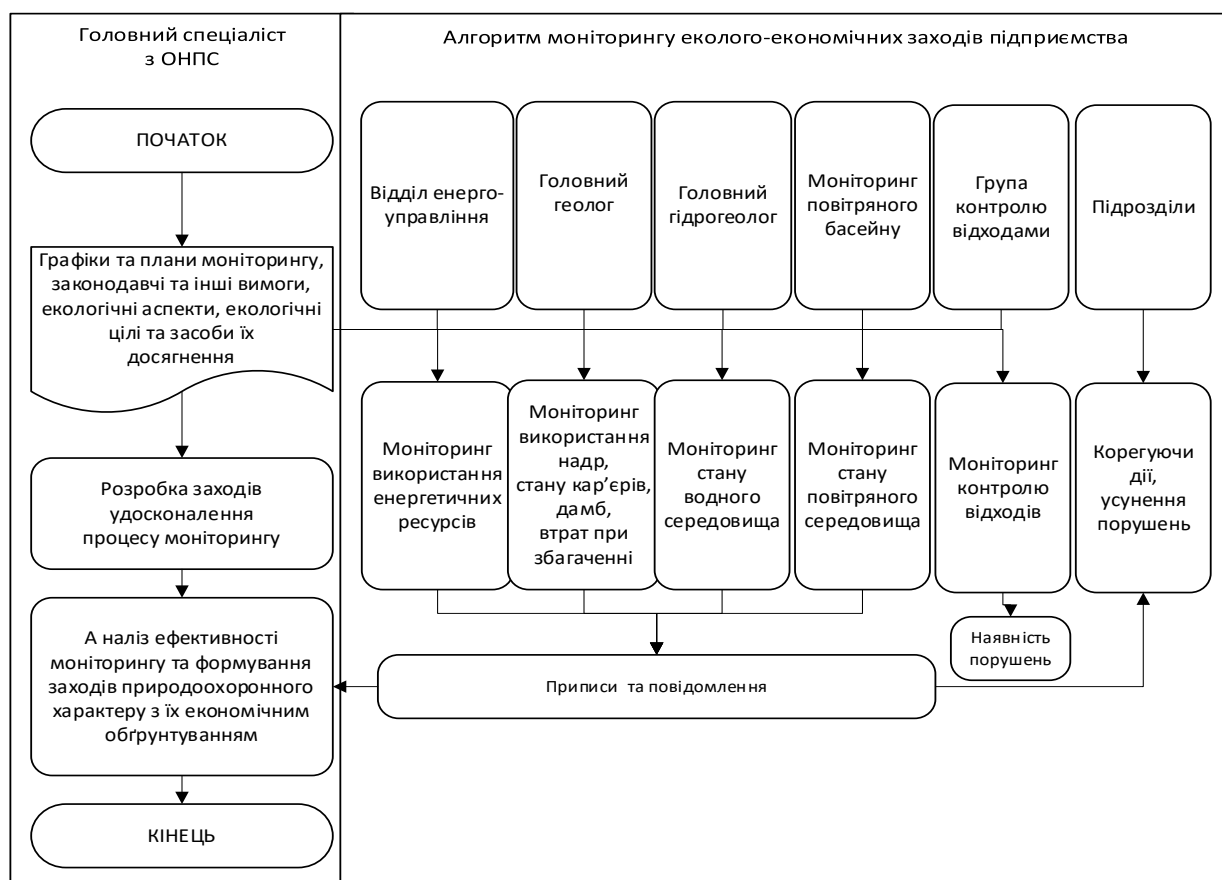 Головний спеціаліст
з ОНПС
Алгоритм моніторингу еколого-економічних заходів підприємства
ПОЧАТОК
Графіки та плани моніторингу,
законодавчі та інші вимоги,
екологічні аспекти, екологічні
цілі та засоби їх
досягнення
Розробка заходів
удосконалення
процесу моніторингу
А наліз ефективності
моніторингу та формування
заходів природоохоронного
характеру з їх економічним
обґрунтуванням
КІНЕЦЬ
Відділ енерго-
управління
Головний
геолог
Головний
гідрогеолог
Моніторинг
повітряного
басейну
Група
контролю
відходами
Підрозділи
Моніторинг
використання
енергетичних
ресурсів
Моніторинг
використання
надр,
стану кар’єрів,
дамб,
втрат при
збагаченні
Моніторинг
стану
водного
середовища
Моніторинг
стану
повітряного
середовища
Моніторинг
контролю
відходів
Корегуючи
дії,
усунення
порушень
Наявність
порушень
Приписи та повідомлення